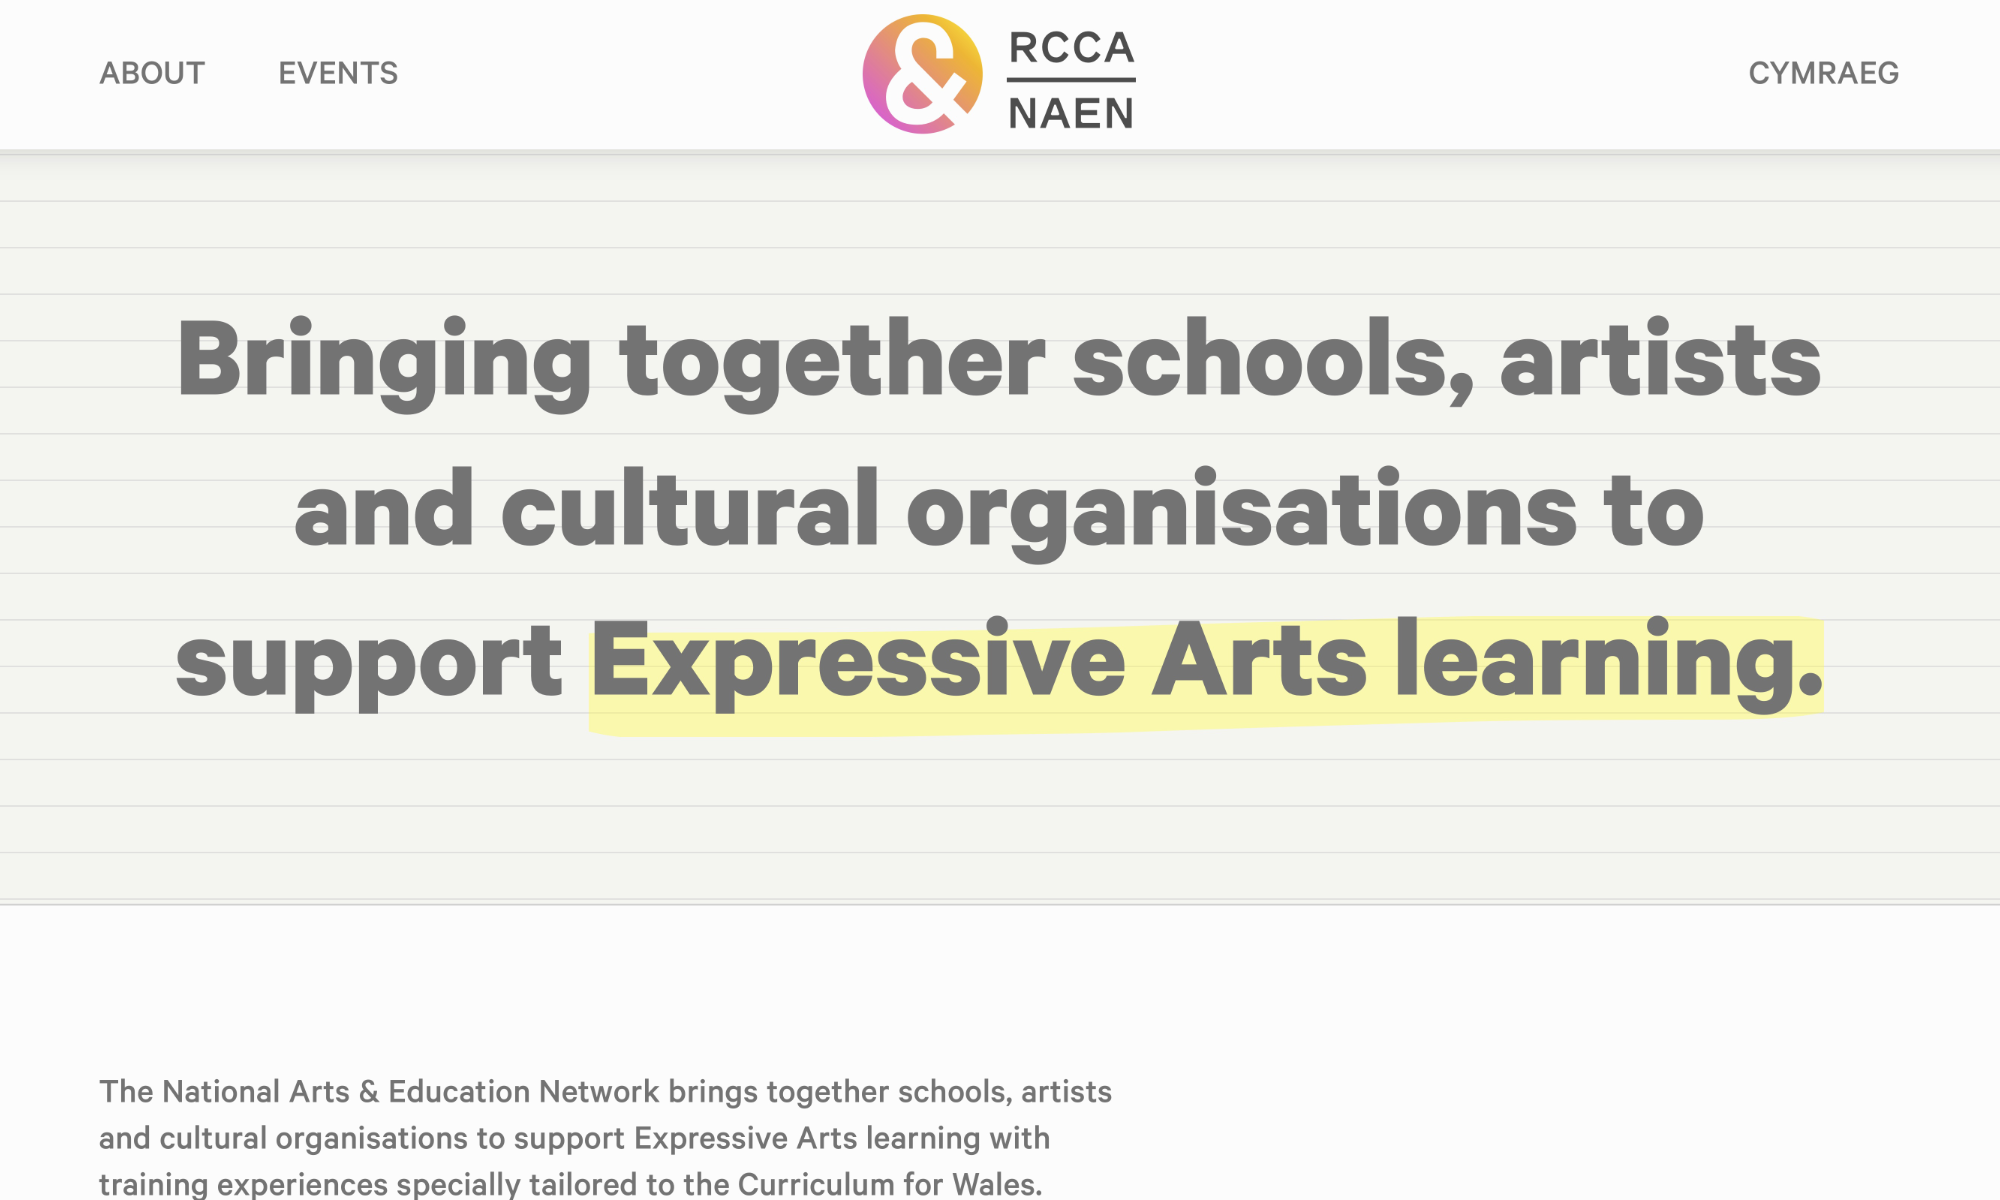 ABOUT
EVENTS
&
RCCA
NAEN
CYMRAEG
Bringing together schools, artists
and cultural organisations to
support Expressive Arts learning.
The National Arts & Education Network brings together schools, artists
and cultural organisations to support Expressive Arts learning with
training experiences specially tailored to the Curriculum for Wales.